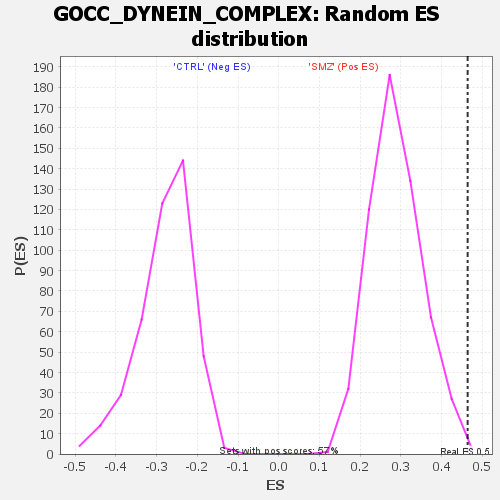 GOCC_DYNEIN_COMPLEX: Random ES
distribution
'CTRL' (Neg ES)
'SMZ' (Pos ES)
190
180
170
160
150
140
130
120
110
100
90
80
70
60
50
40
30
20
10
0
P(ES)
Sets with pos scores: 57%
Real ES 0.5
-0.5 -0.4 -0.3 -0.2 -0.1 0.0 0.1 0.2 0.3 0.4 0.5
ES